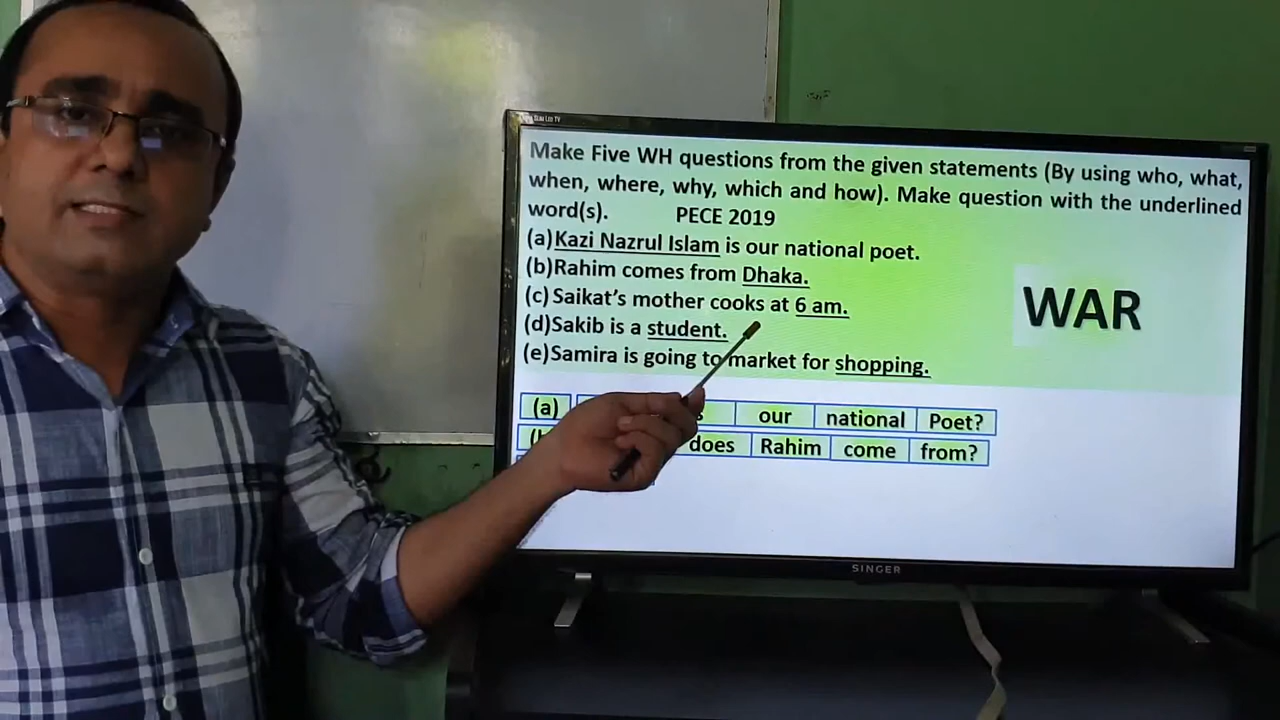 Make Five WH questions from the given statements (By using who, what,
when, where, why, which and how). Make question with the underlined
word(s). PECE 2019
(a)Kazi Nazrul Islam is our national poet.
(b)Rahim comes from Dhaka.
(c) Saikat's mother cooks at 6 am.
(d)Sakib is a student.
(e)Samira is going to market for shopping.
WAR
(a) our national Poet?
does Rahim come from?
SINGER